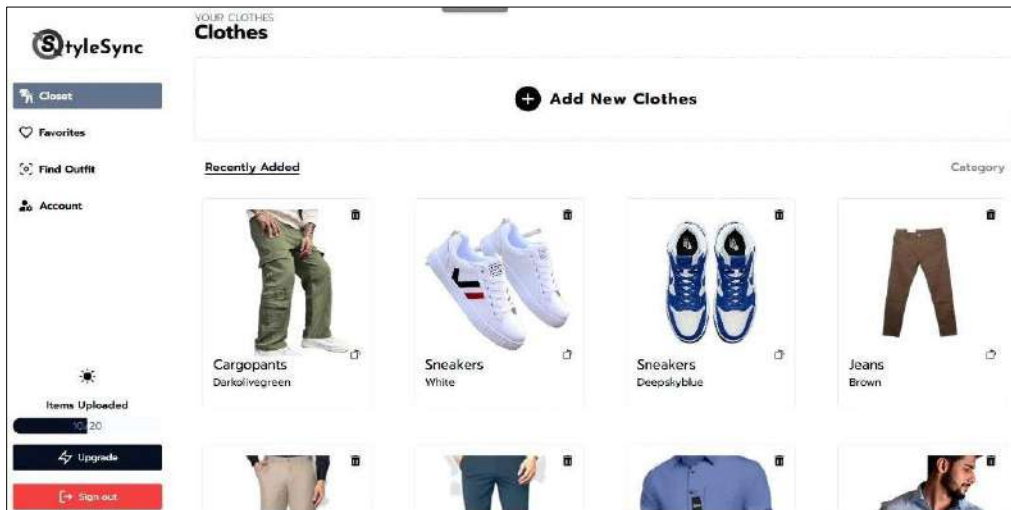 YOUR CLOTHES
Clothes
StyleSync
Closet
Favorites
Find Outfit
Account
Items Uploaded
10/20
Upgrade
Sign out
Add New Clothes
Recently Added
Category
Cargopants
Darkolivegreen
Sneakers
White
Sneakers
Deepskyblue
Jeans
Brown